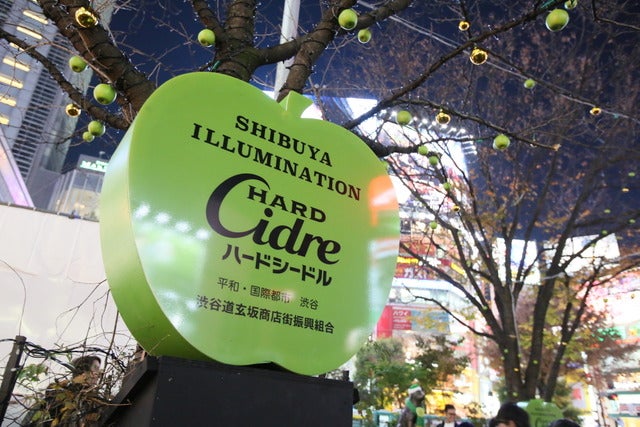 SHIBUYA
ILLUMINATION
HARD
Cidre
ハードシードル
平和・国際都市 渋谷
渋谷道玄坂商店街振興組合